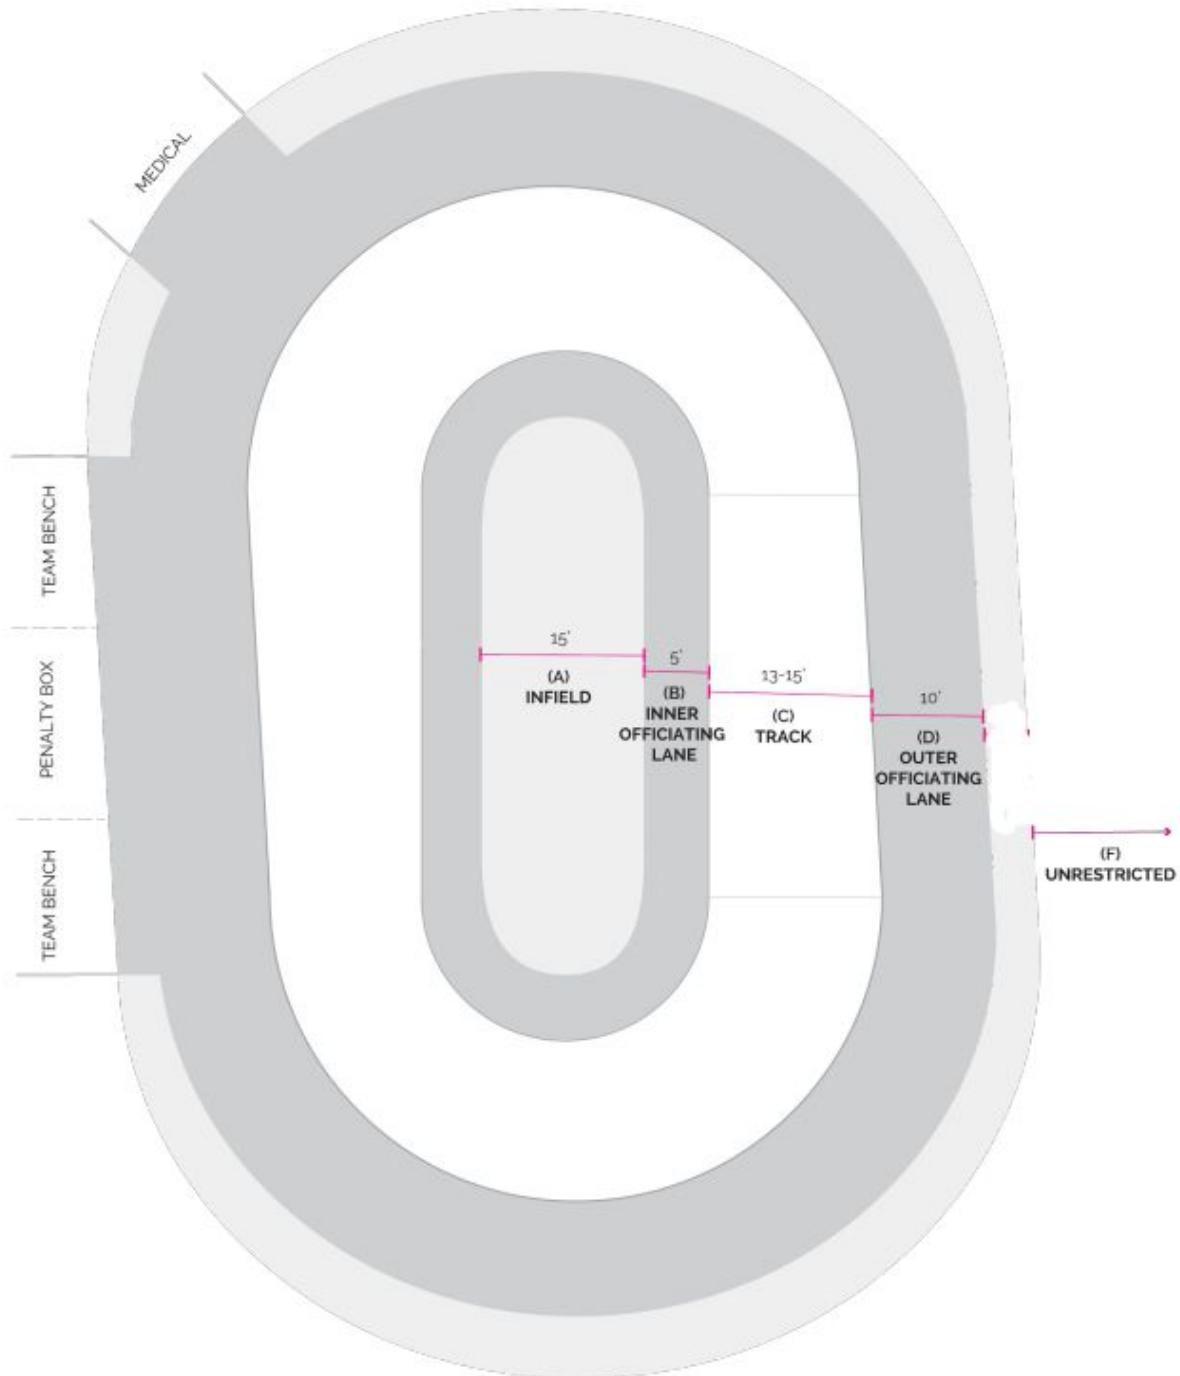 MEDICAL
TEAM BENCH
PENALTY BOX
TEAM BENCH
15'
(A)
INFIELD
5'
(B)
INNER
OFFICIATING
LANE
13-15'
(C)
TRACK
10'
(D)
OUTER
OFFICIATING
LANE
(F)
UNRESTRICTED